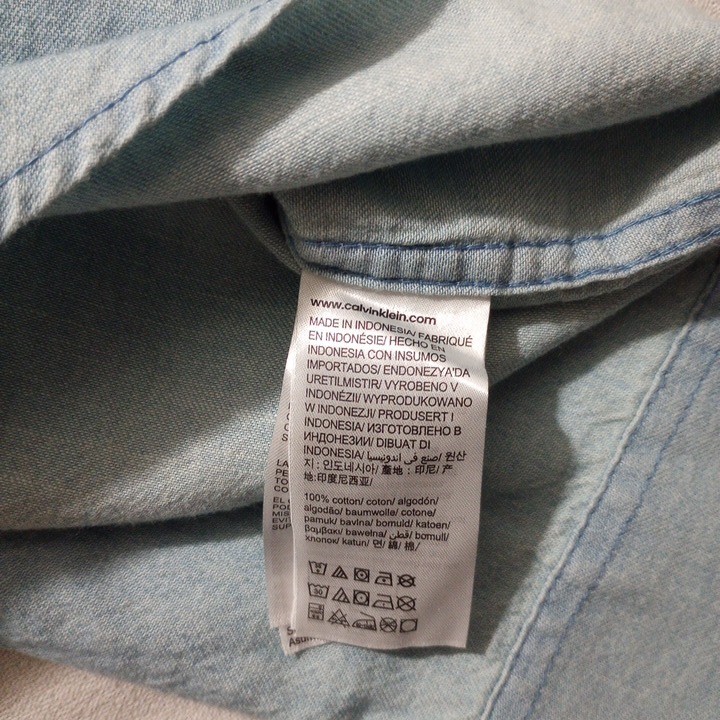 www.calvinklein.com
MADE IN INDONESIA/ FABRIQUÉ
EN INDONÉSIE/ HECHO EN
INDONESIA CON INSUMOS
IMPORTADOS/ ENDONEZYA'DA
URETILMISTIR/ VYROBENO V
INDONÉZII/ WYPRODUKOWANO
W INDONEZJI/ PRODUSERT I
INDONESIA/ ИЗГОТОВЛЕНО В
ИНДОНЕЗИИ/ DIBUAT DI
INDONESIA/ صنع في اندونيسيا/ 원산
지 : 인도네시아/ 產地 : 印尼/ 产
地:印度尼西亚/
100% cotton/ coton/ algodón/
algodão/ baumwolle/ cotone/
pamuk/ bavlna/ bomuld/ katoen/
βαμβακι/ bawełna/ قطن/ bomull/
хлопок/ katun/ 면/ 綿/ 棉/
30